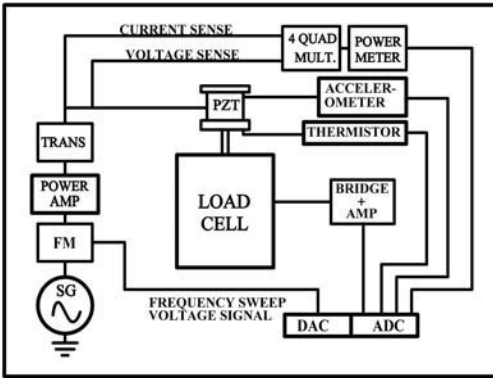 CURRENT SENSE
VOLTAGE SENSE
4 QUAD
MULT.
POWER
METER
PZT
ACCELER-
OMETER
THERMISTOR
TRANS
POWER
AMP
LOAD
CELL
BRIDGE
+
AMP
FM
SG
FREQUENCY SWEEP
VOLTAGE SIGNAL
DAC
ADC